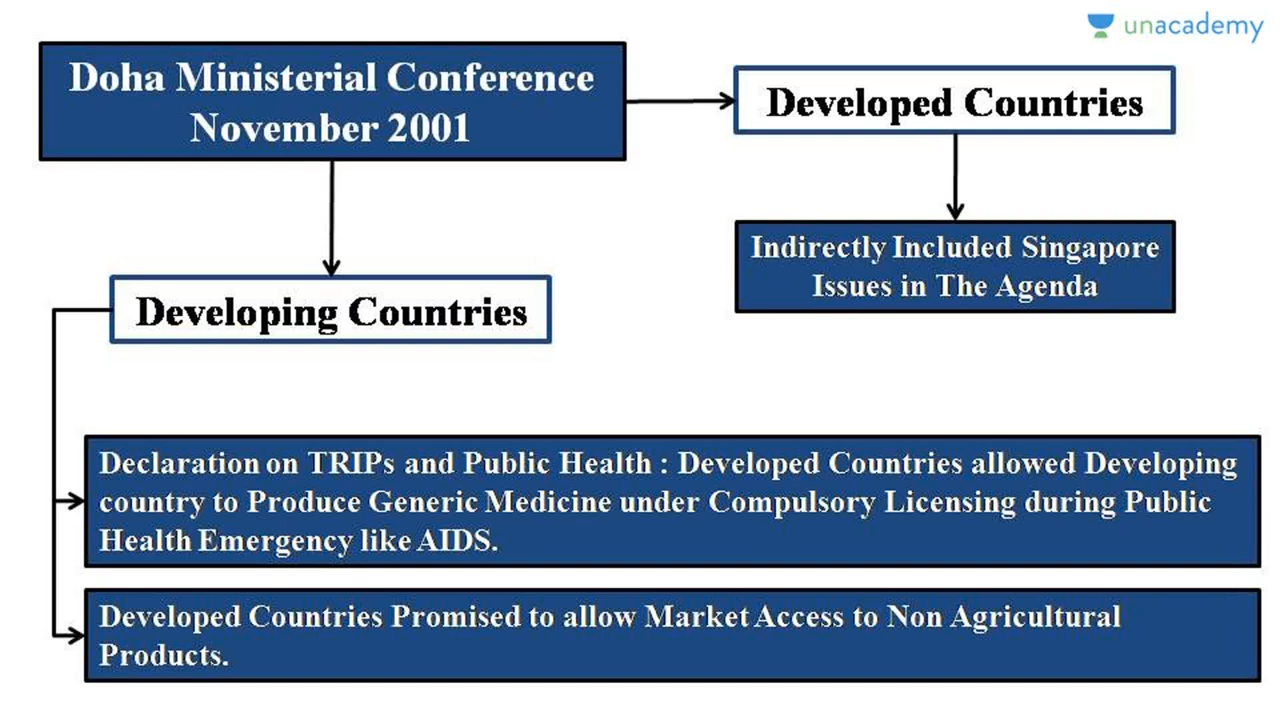 unacademy
Doha Ministerial Conference
November 2001
Developed Countries
Indirectly Included Singapore
Issues in The Agenda
Developing Countries
Declaration on TRIPs and Public Health : Developed Countries allowed Developing
country to Produce Generic Medicine under Compulsory Licensing during Public
Health Emergency like AIDS.
Developed Countries Promised to allow Market Access to Non Agricultural
Products.